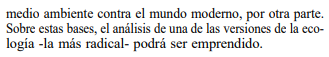 medio ambiente contra el mundo moderno, por otra parte.
Sobre estas bases, el análisis de una de las versiones de la eco-
logía -la más radical- podrá ser emprendido.